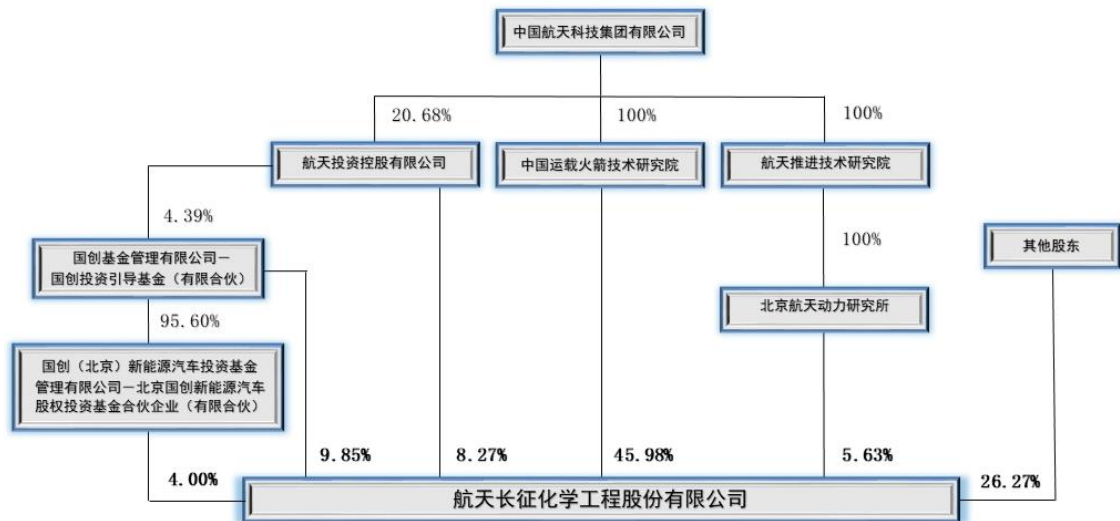 中国航天科技集团有限公司
20.68%
100%
100%
航天投资控股有限公司
中国运载火箭技术研究院
航天推进技术研究院
4.39%
100%
国创基金管理有限公司－
国创投资引导基金（有限合伙）
其他股东
北京航天动力研究所
95.60%
国创（北京）新能源汽车投资基金
管理有限公司－北京国创新能源汽车
股权投资基金合伙企业（有限合伙）
4.00%
9.85%
8.27%
45.98%
5.63%
26.27%
航天长征化学工程股份有限公司